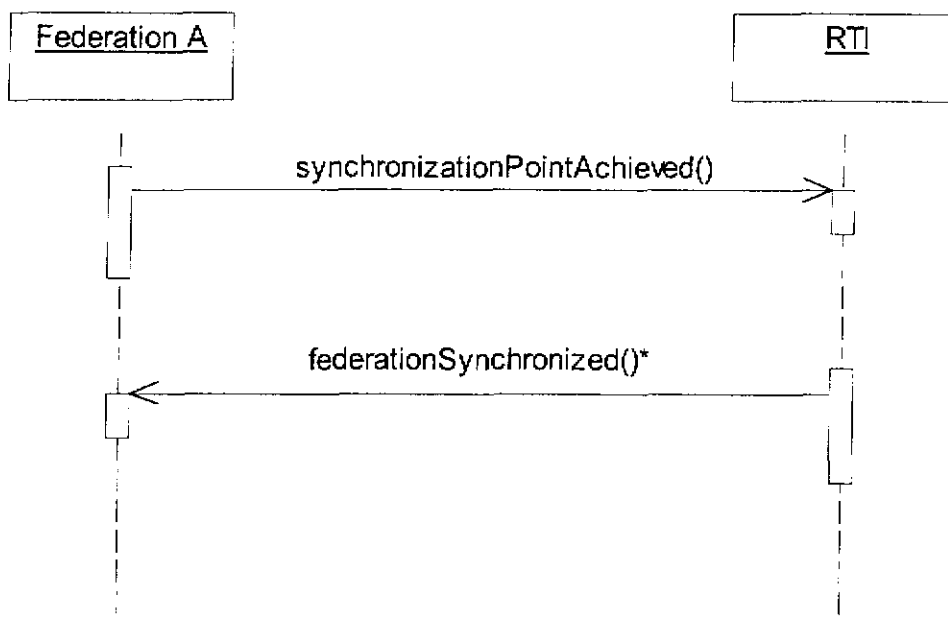 Federation A
RTI
synchronizationPointAchieved()
federationSynchronized()*